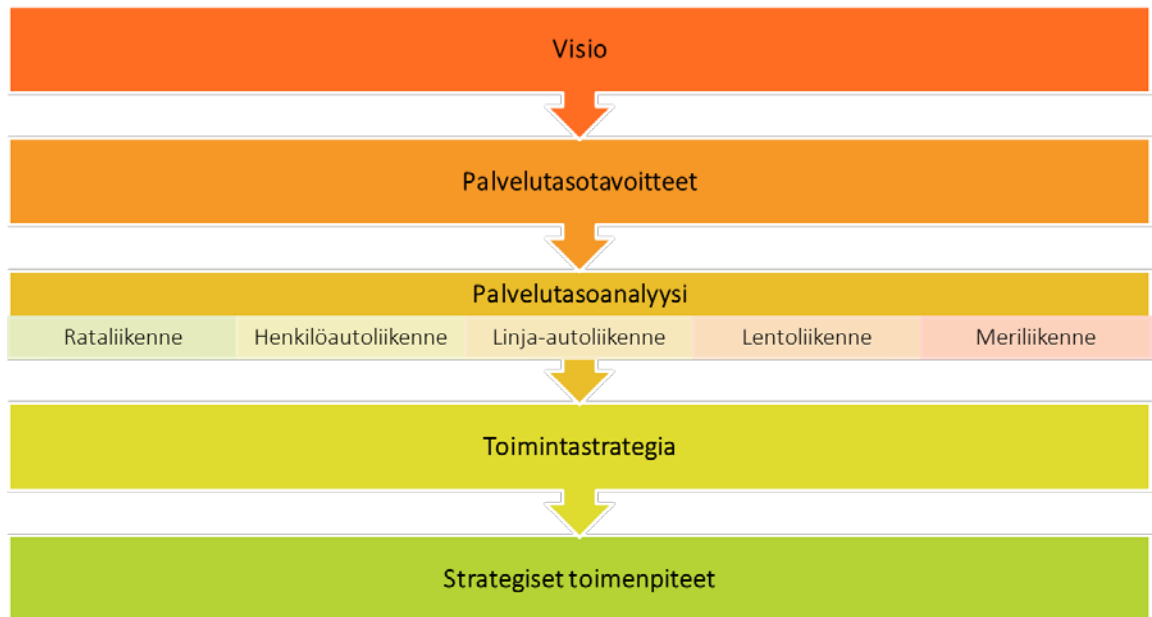 Visio
Palvelutasotavoitteet
Palvelutasoanalyysi
Rataliikenne
Henkilöautoliikenne
Linja-autoliikenne
Lentoliikenne
Meriliikenne
Toimintastrategia
Strategiset toimenpiteet